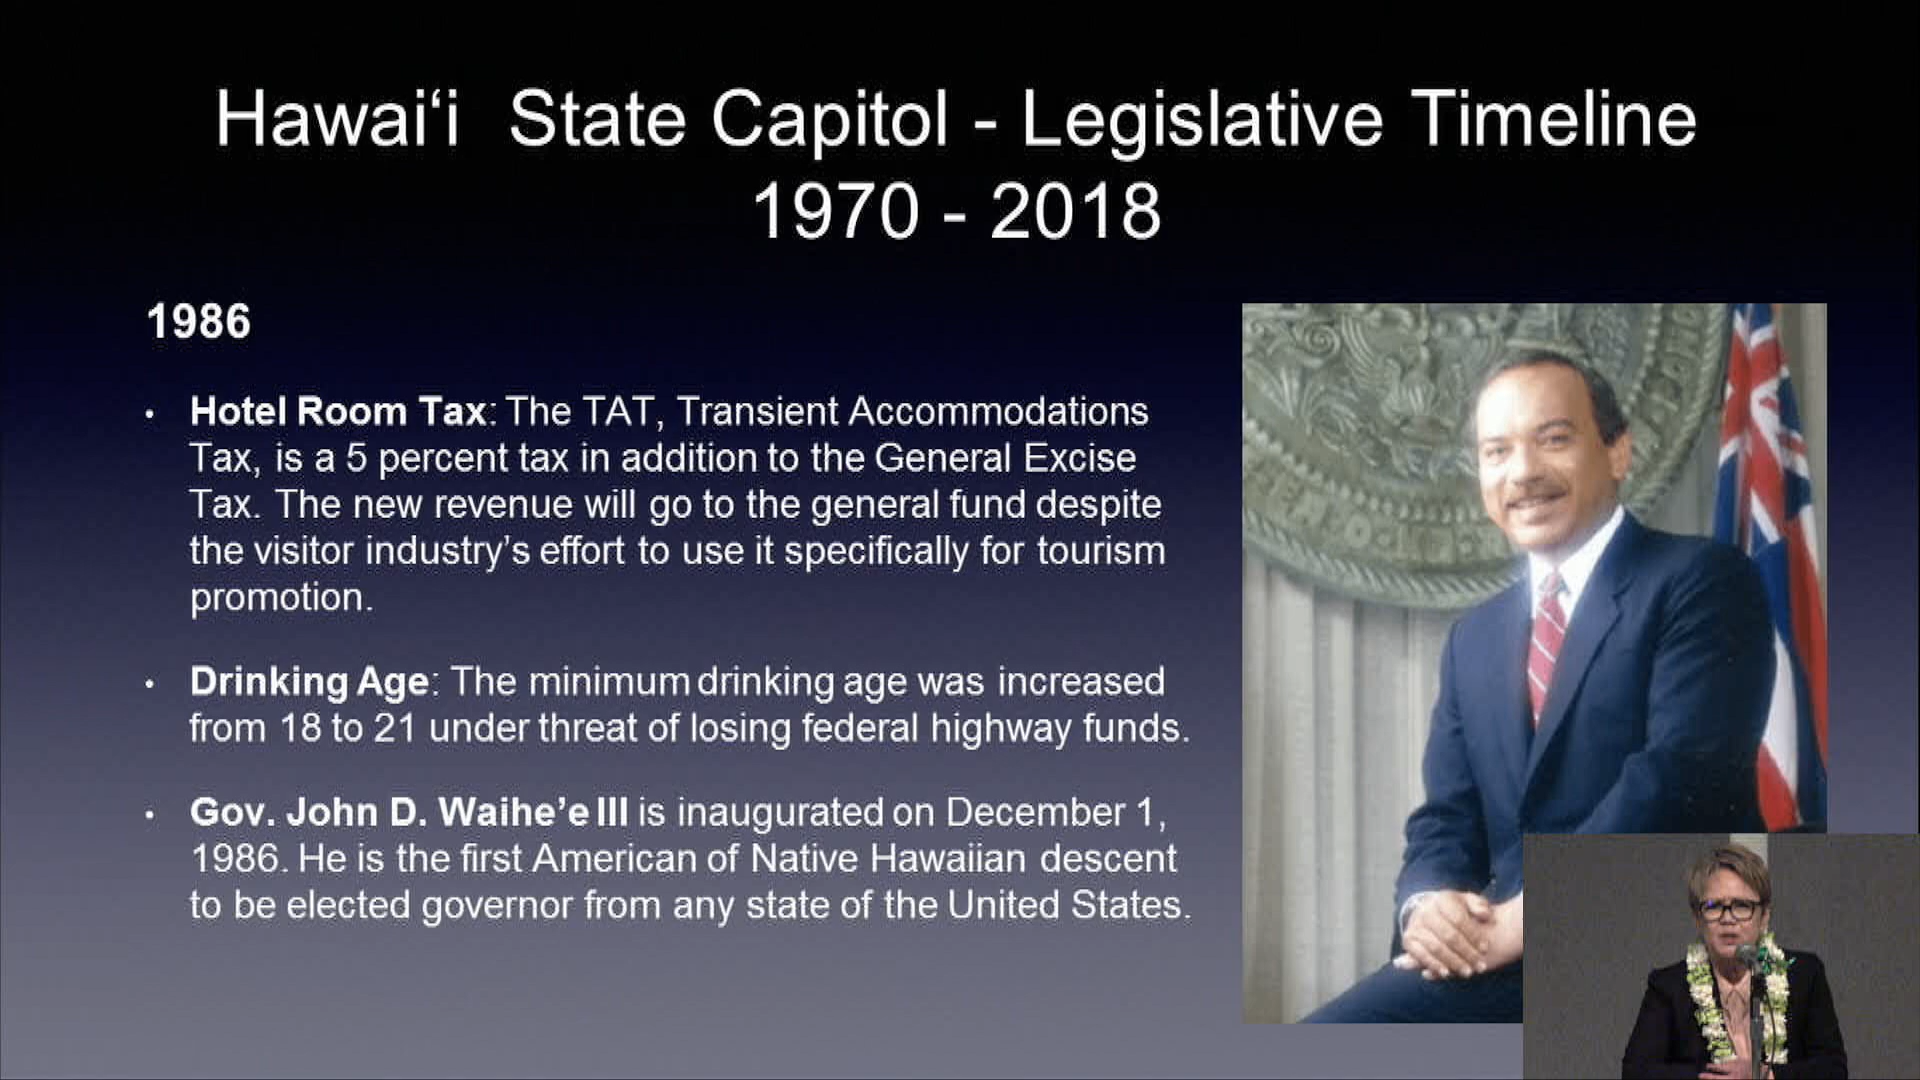 Hawai‘i State Capitol - Legislative Timeline
1970 - 2018
1986
• Hotel Room Tax: The TAT, Transient Accommodations
Tax, is a 5 percent tax in addition to the General Excise
Tax. The new revenue will go to the general fund despite
the visitor industry’s effort to use it specifically for tourism
promotion.
• Drinking Age: The minimum drinking age was increased
from 18 to 21 under threat of losing federal highway funds.
• Gov. John D. Waihe’e III is inaugurated on December 1,
1986. He is the first American of Native Hawaiian descent
to be elected governor from any state of the United States.